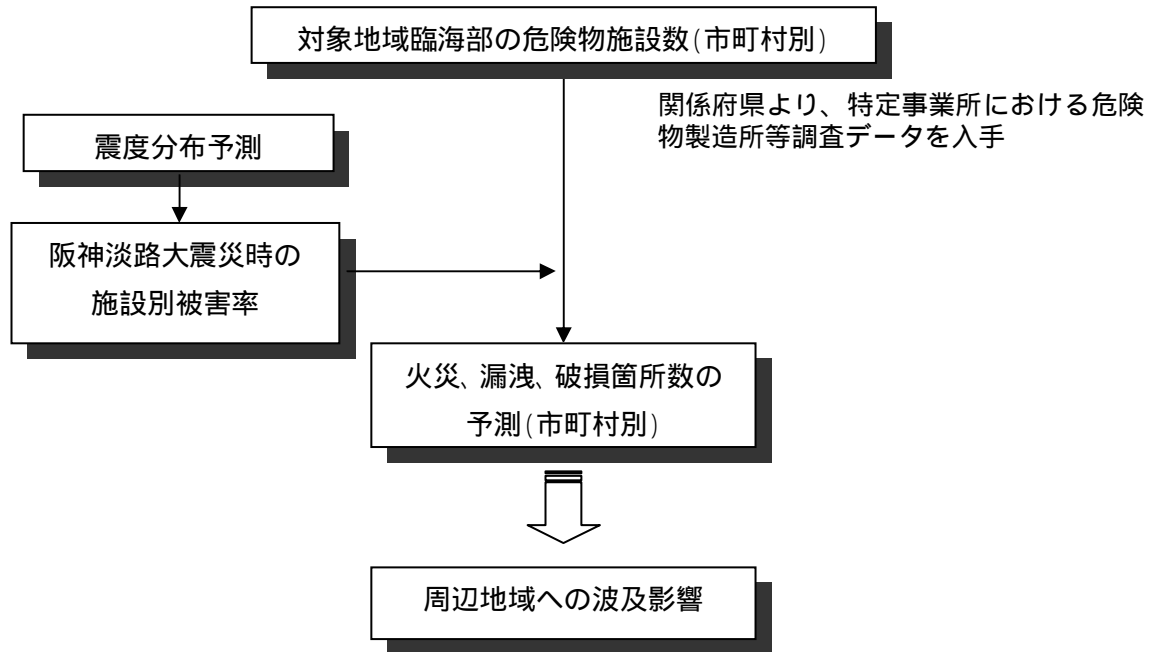 対象地域臨海部の危険物施設数(市町村別)
関係府県より、特定事業所における危険
物製造所等調査データを入手
震度分布予測
阪神淡路大震災時の
施設別被害率
火災、漏洩、破損箇所数の
予測(市町村別)
周辺地域への波及影響